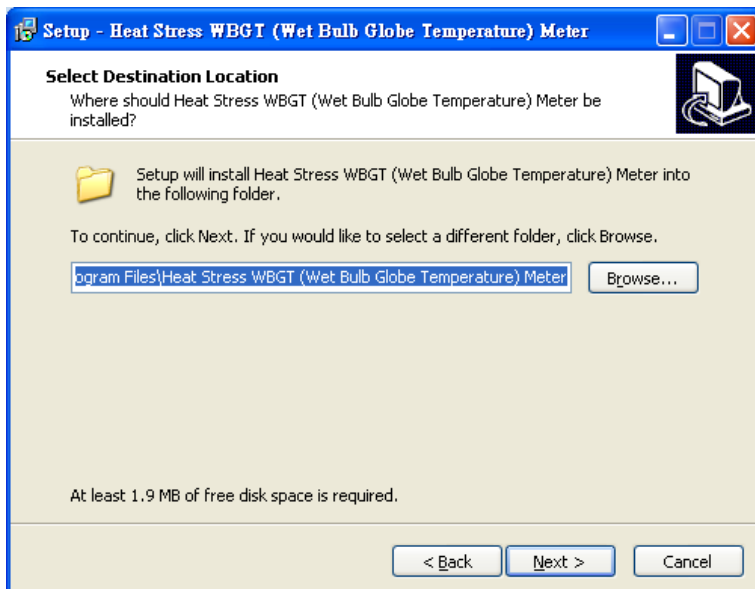 Setup - Heat Stress WBGT (Wet Bulb Globe Temperature) Meter
Select Destination Location
Where should Heat Stress WBGT (Wet Bulb Globe Temperature) Meter be
installed?
Setup will install Heat Stress WBGT (Wet Bulb Globe Temperature) Meter into
the following folder.
To continue, click Next. If you would like to select a different folder, click Browse.
ogram Files\Heat Stress WBGT (Wet Bulb Globe Temperature) Meter
Browse...
At least 1.9 MB of free disk space is required.
< Back
Next >
Cancel